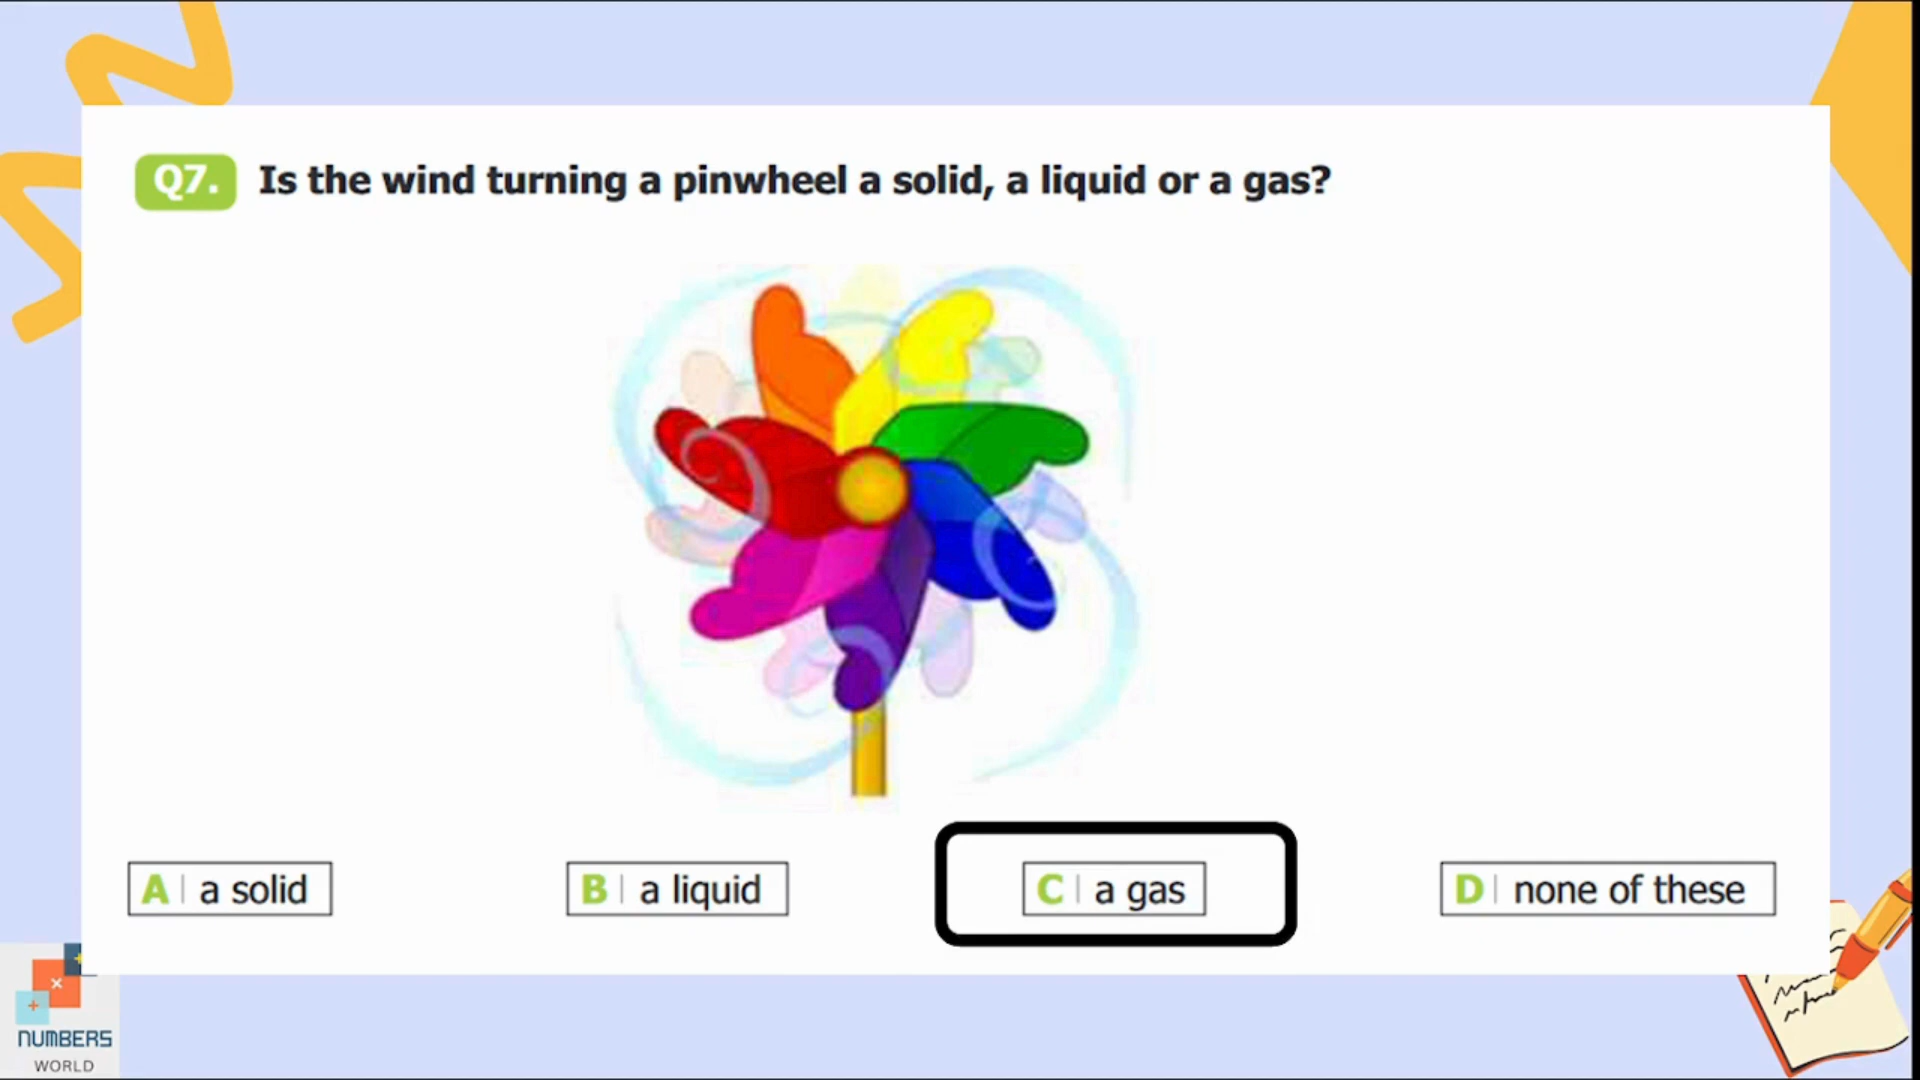 Q7. Is the wind turning a pinwheel a solid, a liquid or a gas?
A | a solid
B | a liquid
C | a gas
D | none of these
NUMBERS
WORLD